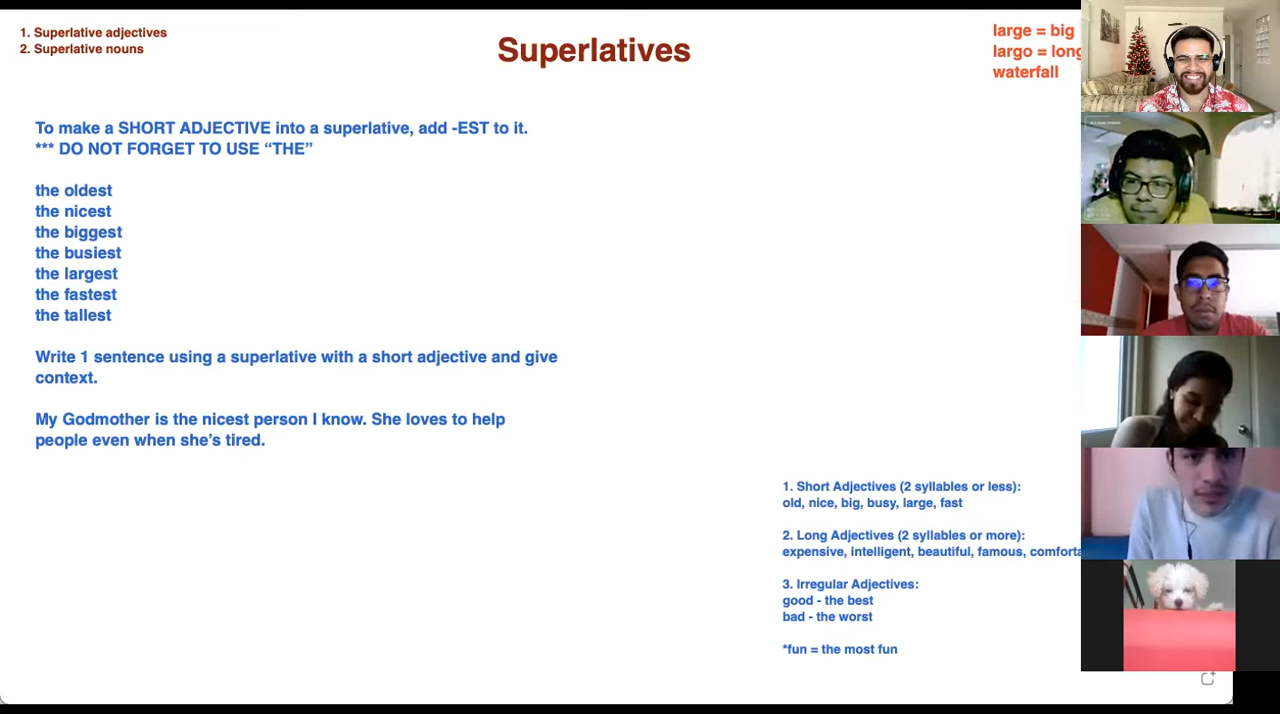 1. Superlative adjectives
2. Superlative nouns
Superlatives
large = big
largo = long
waterfall
To make a SHORT ADJECTIVE into a superlative, add -EST to it.
*** DO NOT FORGET TO USE “THE”
the oldest
the nicest
the biggest
the busiest
the largest
the fastest
the tallest
Write 1 sentence using a superlative with a short adjective and give
context.
My Godmother is the nicest person I know. She loves to help
people even when she’s tired.
1. Short Adjectives (2 syllables or less):
old, nice, big, busy, large, fast
2. Long Adjectives (2 syllables or more):
expensive, intelligent, beautiful, famous, comforta
3. Irregular Adjectives:
good - the best
bad - the worst
*fun = the most fun